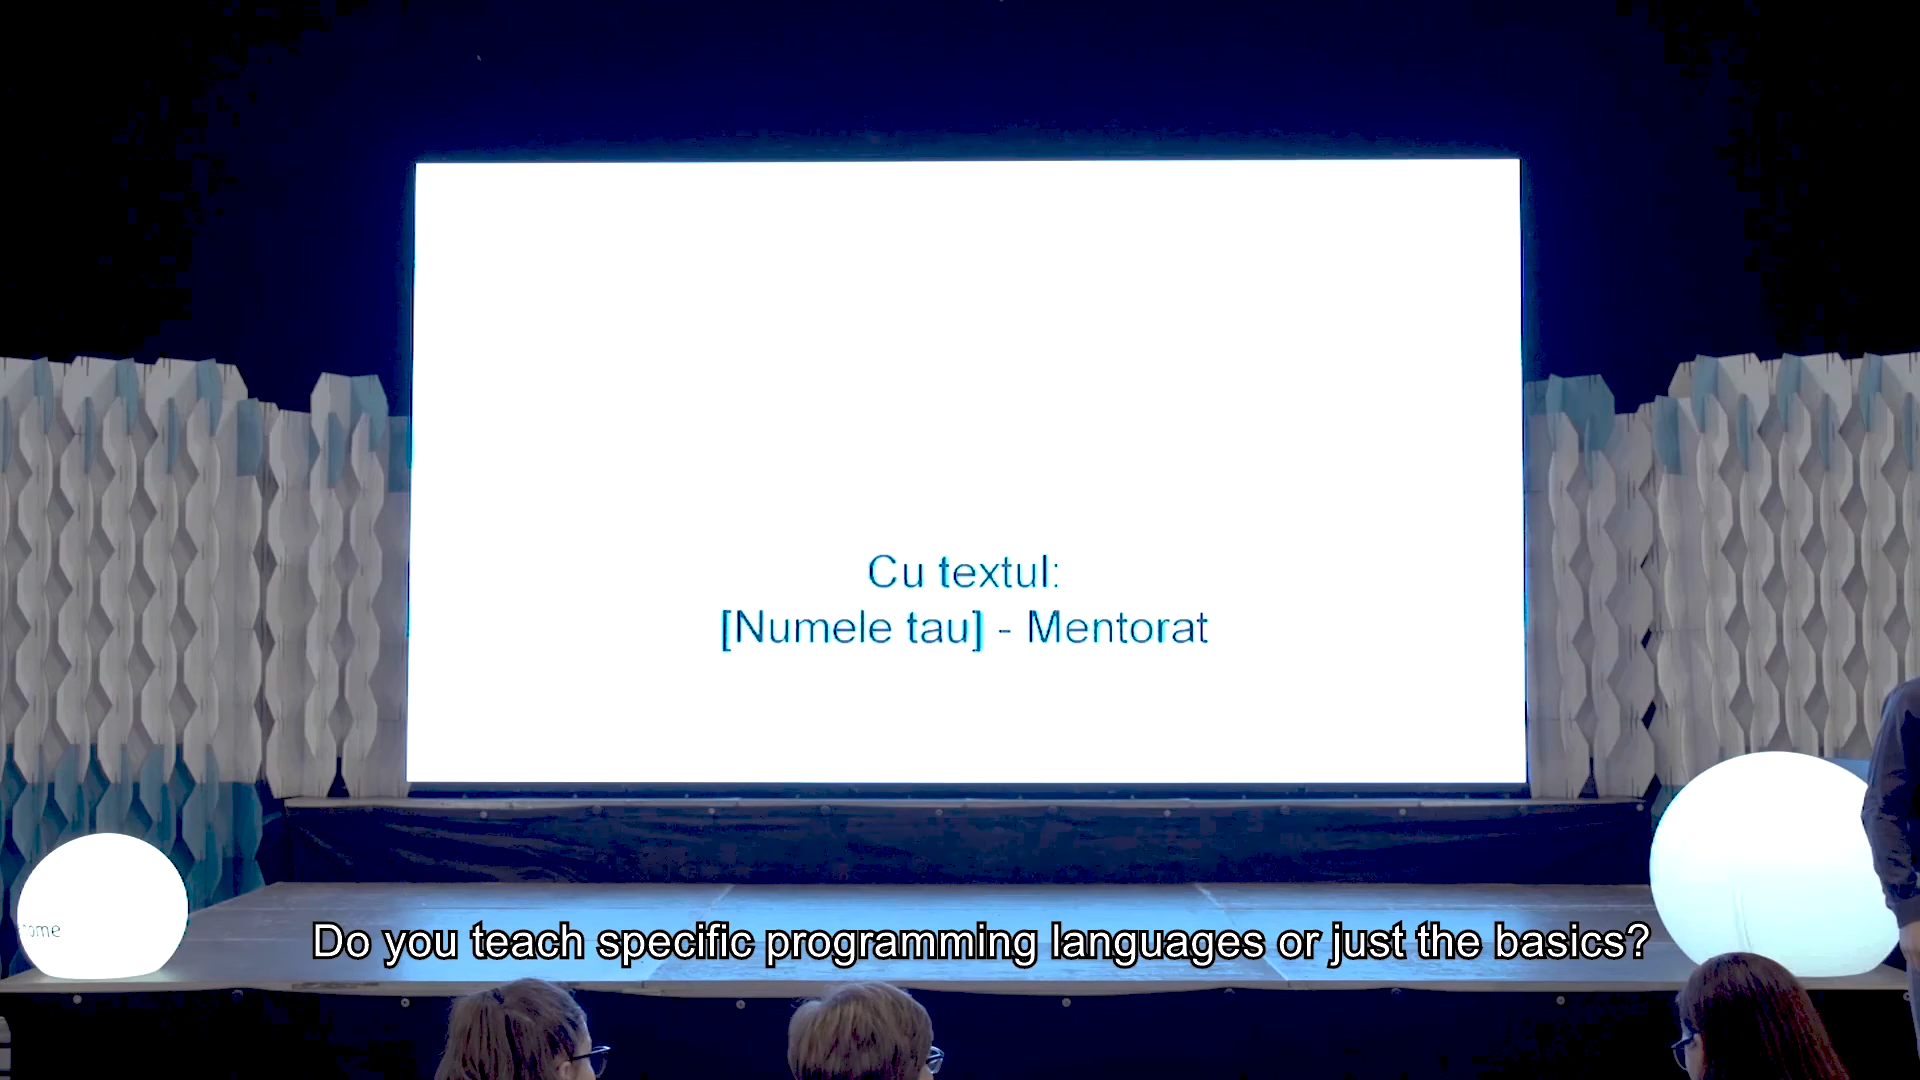 Cu textul:
[Numele tau] - Mentorat
Do you teach specific programming languages or just the basics?